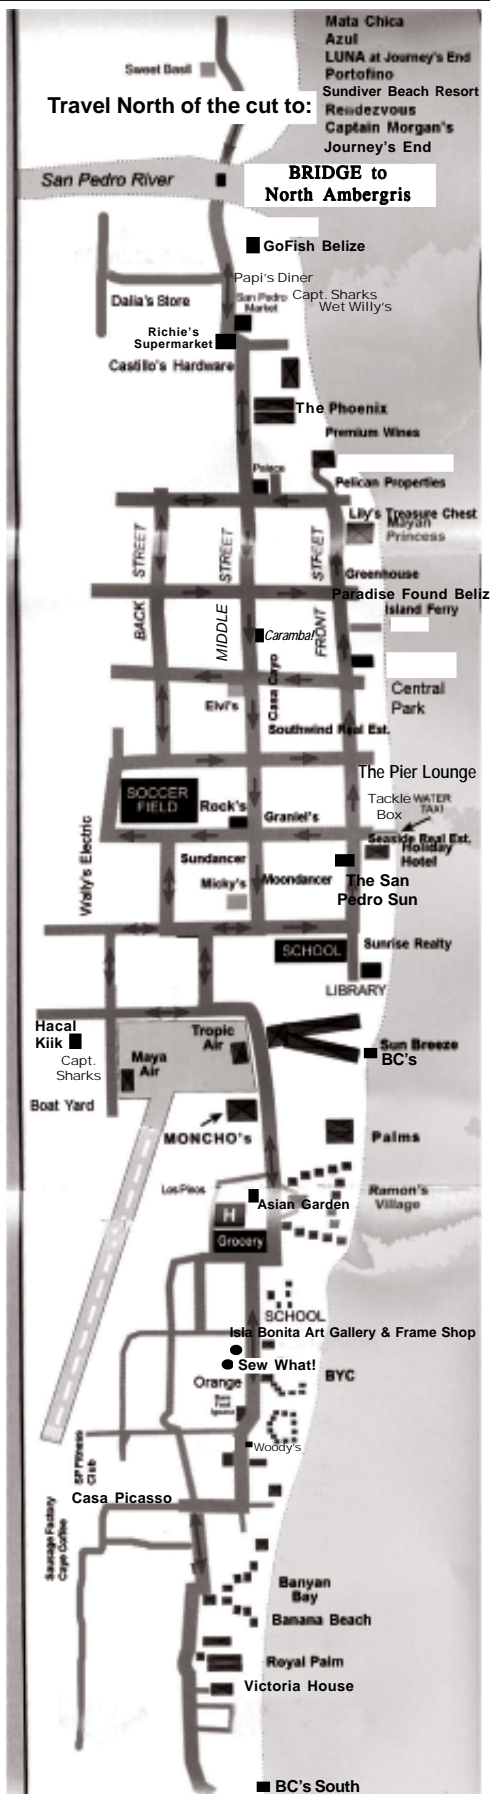 Mata Chica
Azul
LUNA at Journey's End
Portofino
Sweet Basil
Sundiver Beach Resort
Travel North of the cut to:
Rendezvous
Captain Morgan's
Journey's End
BRIDGE to
North Ambergris
San Pedro River
GoFish Belize
Papi's Diner
Dalia's Store
San Pedro
Market
Capt. Sharks
Wet Willy's
Richie's
Supermarket
Castillo's Hardware
The Phoenix
Premium Wines
Palace
Pelican Properties
Lily's Treasure Chest
Mayan
Princess
BACK STREET
MIDDLE STREET
FRONT STREET
Greenhouse
Paradise Found Beliz
Island Ferry
Caramba!
Casa Cayo
Elvi's
Central
Park
Southwind Real Est.
The Pier Lounge
SOCCER
FIELD
Rock's
Graniel's
Tackle
Box
WATER
TAXI
Seaside Real Est.
Holiday
Hotel
Wally's Electric
Sundancer
Micky's
Moondancer
The San
Pedro Sun
SCHOOL
Sunrise Realty
LIBRARY
Hacal
Kiik
Capt.
Sharks
Maya
Air
Tropic
Air
Sun Breeze
BC's
Boat Yard
MONCHO's
Palms
Los Pinos
Asian Garden
Ramon's
Village
H
Grocery
SCHOOL
Isla Bonita Art Gallery & Frame Shop
Sew What!
Orange
BYC
Woody's
SP Fitness
Club
Casa Picasso
Sausage Factory
Caye Coffee
Banyan
Bay
Banana Beach
Royal Palm
Victoria House
BC's South